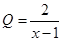 Q = 2/(x−1)